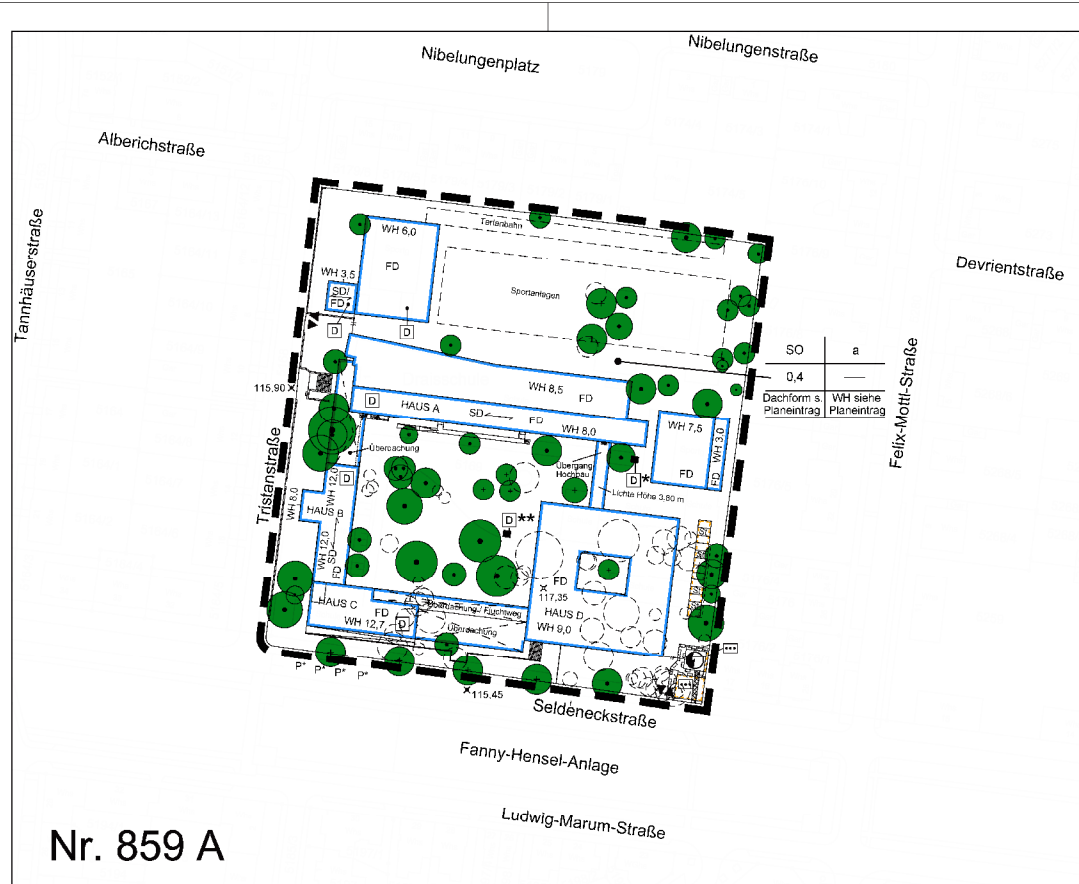 Nibelungenplatz
Nibelungenstraße
Alberichstraße
Tannhäuserstraße
Devrientstraße
Felix-Mottl-Straße
Tristanstraße
WH 6,0
FD
Sportanlagen
WH 3,5
SD/
FD
D
D
SO a
0,4 —
Dachform s. WH siehe
Planeintrag Planeintrag
115,90
WH 8,5
FD
D
HAUS A
SD
FD
WH 8,0
WH 7,5
FD
WH 3,0
FD
Überdachung
Übergang
Hochbau
D*
Lichte Höhe 3,80 m
D
WH 12,0
WH 8,0
HAUS B
WH 12,0
SD
FD
D**
FD
117,35
HAUS D
WH 9,0
HAUS C
FD
WH 12,7
D
Überdachung / Fluchtweg
Überdachung
P* P* P* P*
115,45
Seldeneckstraße
Fanny-Hensel-Anlage
Ludwig-Marum-Straße
Nr. 859 A